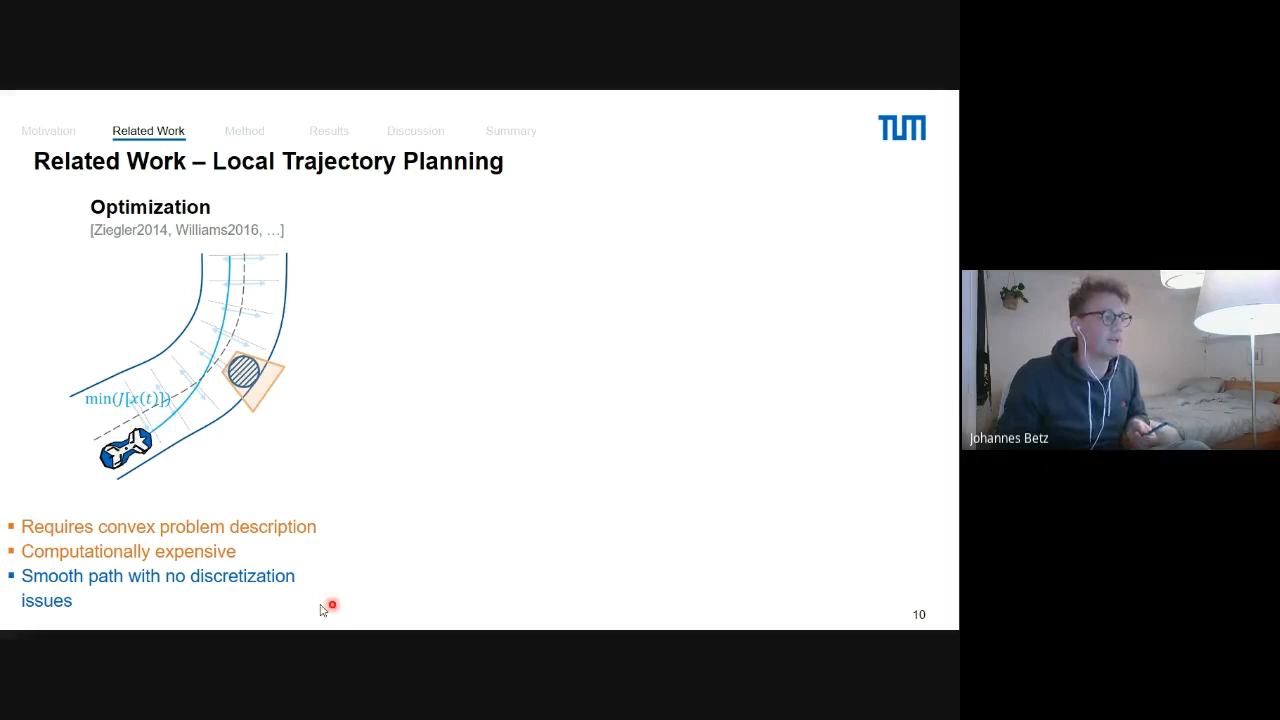 Motivation Related Work Method Results Discussion Summary
TUM
Related Work – Local Trajectory Planning
Optimization
[Ziegler2014, Williams2016, …]
min(J[x(t)])
▪ Requires convex problem description
▪ Computationally expensive
▪ Smooth path with no discretization
issues
10
Johannes Betz